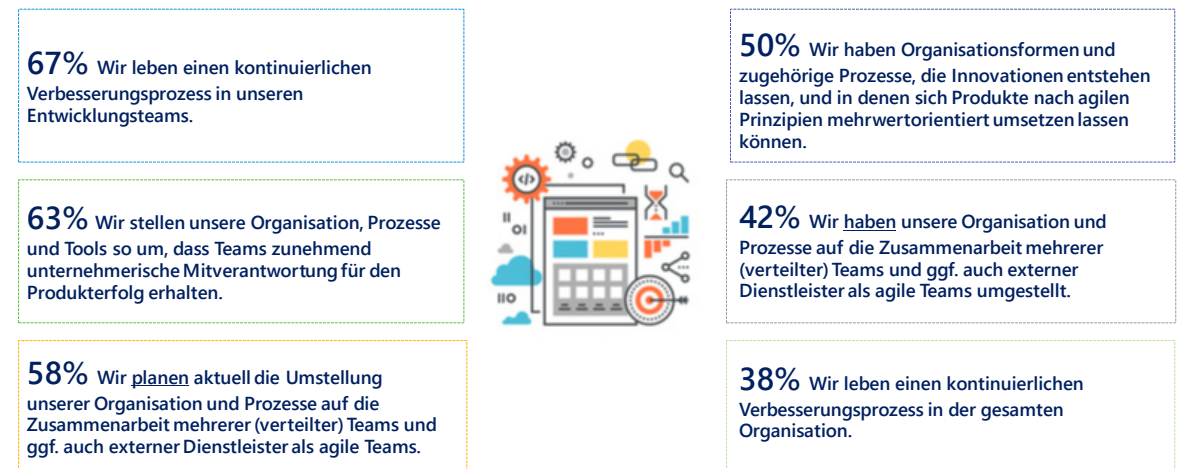 67% Wir leben einen kontinuierlichen
Verbesserungsprozess in unseren
Entwicklungsteams.
63% Wir stellen unsere Organisation, Prozesse
und Tools so um, dass Teams zunehmend
unternehmerische Mitverantwortung für den
Produkterfolg erhalten.
58% Wir planen aktuell die Umstellung
unserer Organisation und Prozesse auf die
Zusammenarbeit mehrerer (verteilter) Teams und
ggf. auch externer Dienstleister als agile Teams.
50% Wir haben Organisationsformen und
zugehörige Prozesse, die Innovationen entstehen
lassen, und in denen sich Produkte nach agilen
Prinzipien mehrwertorientiert umsetzen lassen
können.
42% Wir haben unsere Organisation und
Prozesse auf die Zusammenarbeit mehrerer
(verteilter) Teams und ggf. auch externer
Dienstleister als agile Teams umgestellt.
38% Wir leben einen kontinuierlichen
Verbesserungsprozess in der gesamten
Organisation.